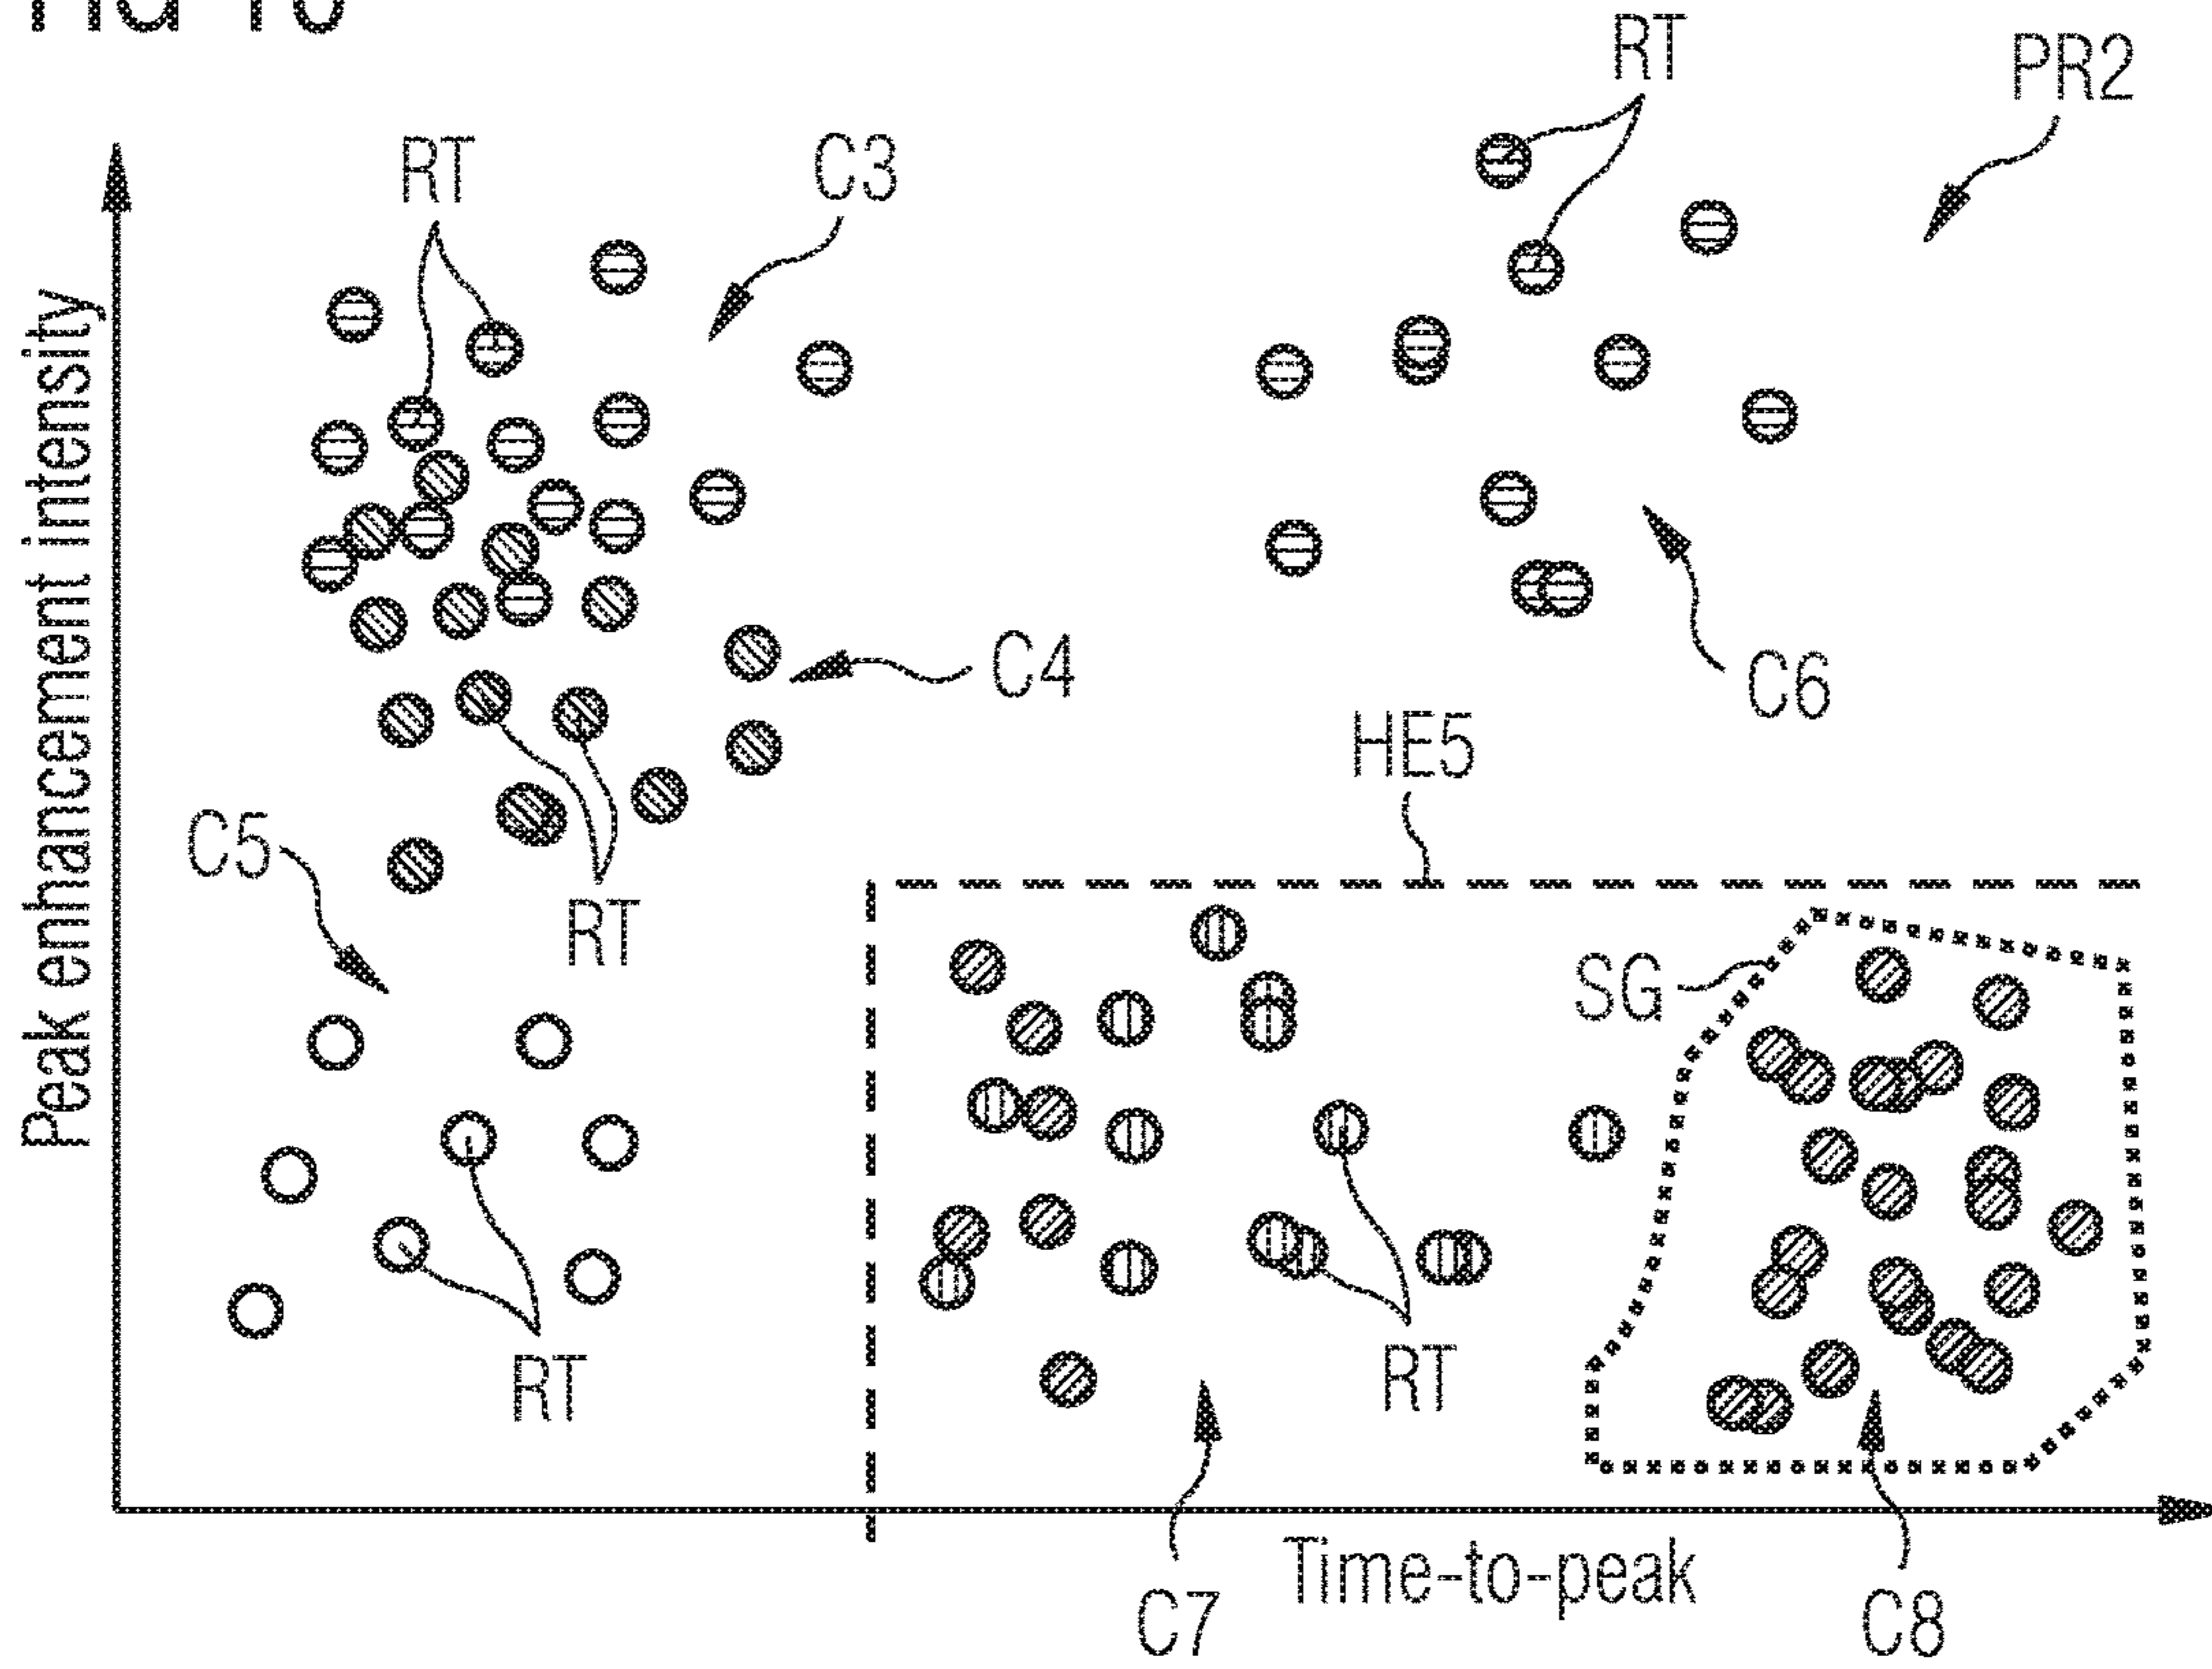 RT
PR2
RT
C3
C4
C6
HE5
C5
RT
SG
RT
RT
Peak enhancement intensity
Time-to-peak
C7
C8